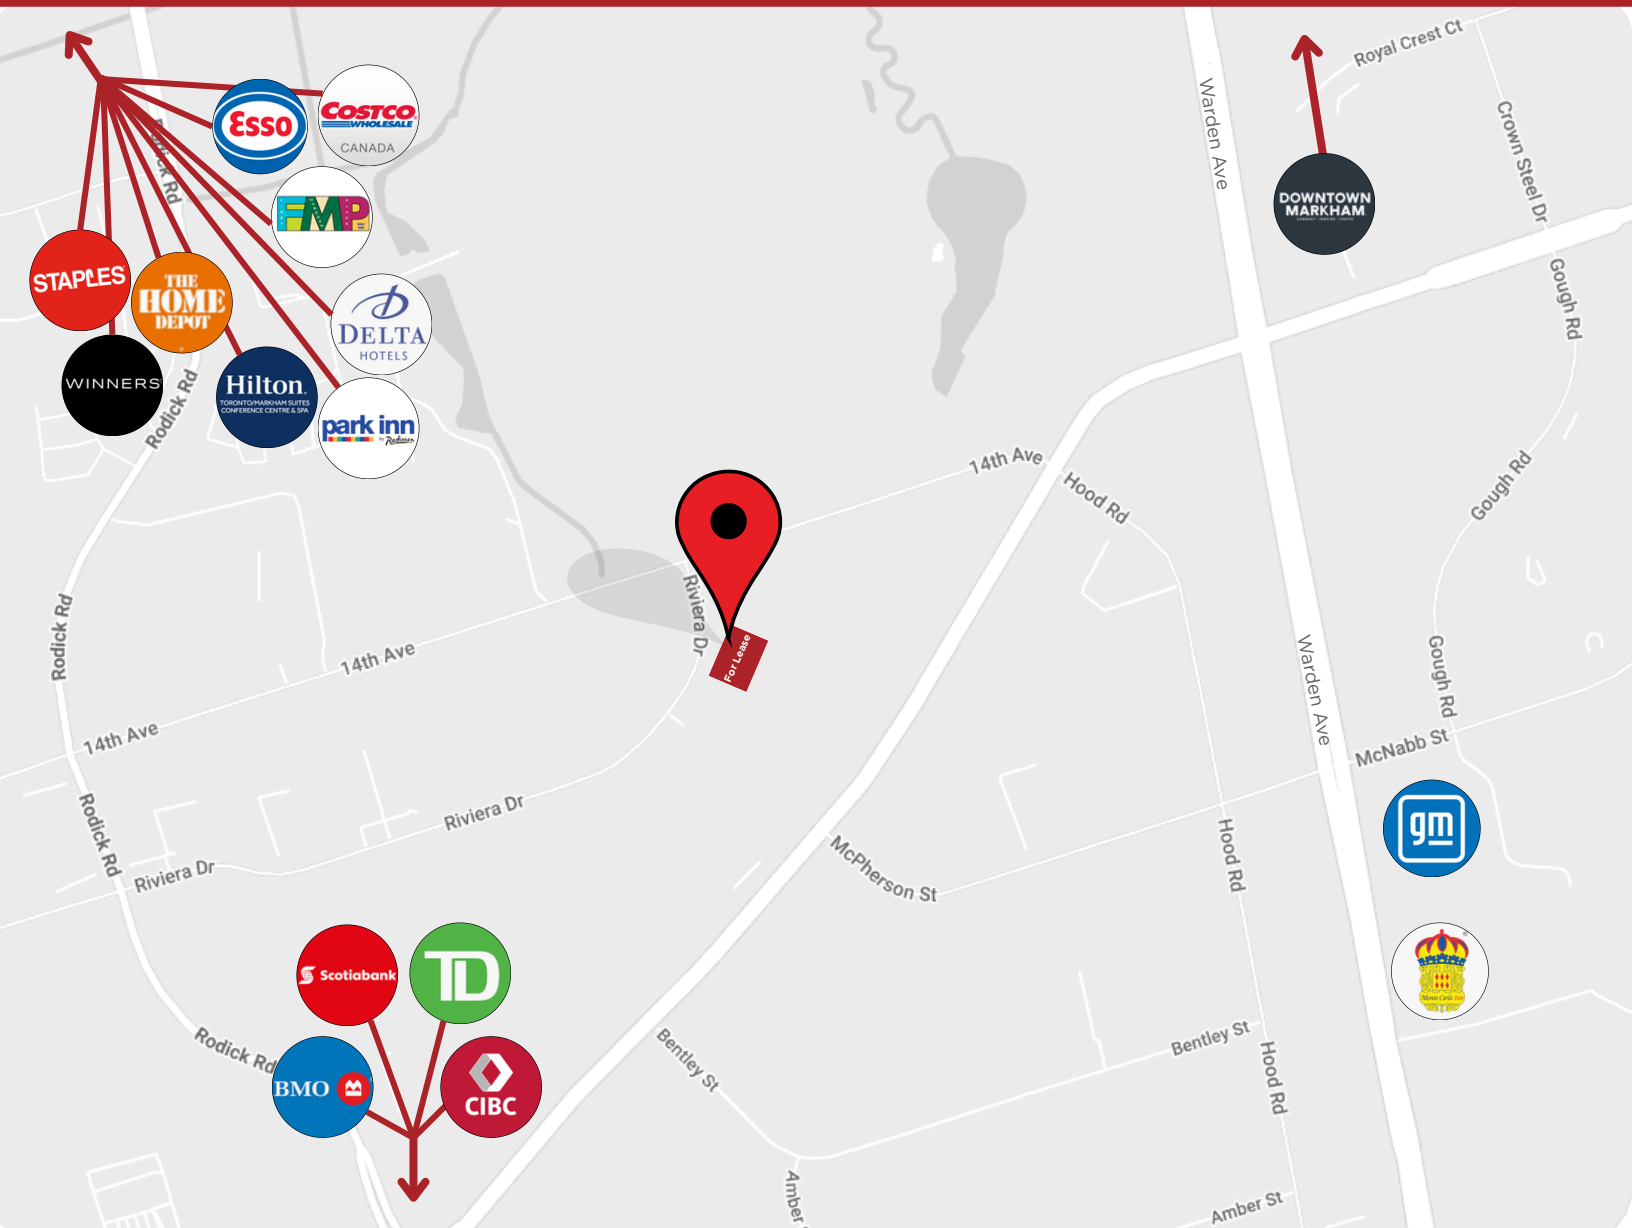 Royal Crest Ct
Warden Ave
Crown Steel Dr
Esso
COSTCO
WHOLESALE
CANADA
Rodick Rd
FMP
DOWNTOWN
MARKHAM
STAPLES
THE
HOME
DEPOT
DELTA
HOTELS
Gough Rd
WINNERS
Hilton
TORONTO/MARKHAM SUITES
CONFERENCE CENTRE & SPA
park inn
by Radisson
Rodick Rd
14th Ave
Hood Rd
Gough Rd
Rodick Rd
Riviera Dr
For Lease
14th Ave
Warden Ave
Gough Rd
14th Ave
McNabb St
Rodick Rd
Riviera Dr
gm
Hood Rd
Riviera Dr
McPherson St
Scotiabank
TD
Monte Carlo Inn
Rodick Rd
BMO
CIBC
Bentley St
Bentley St
Hood Rd
Amber
Amber St